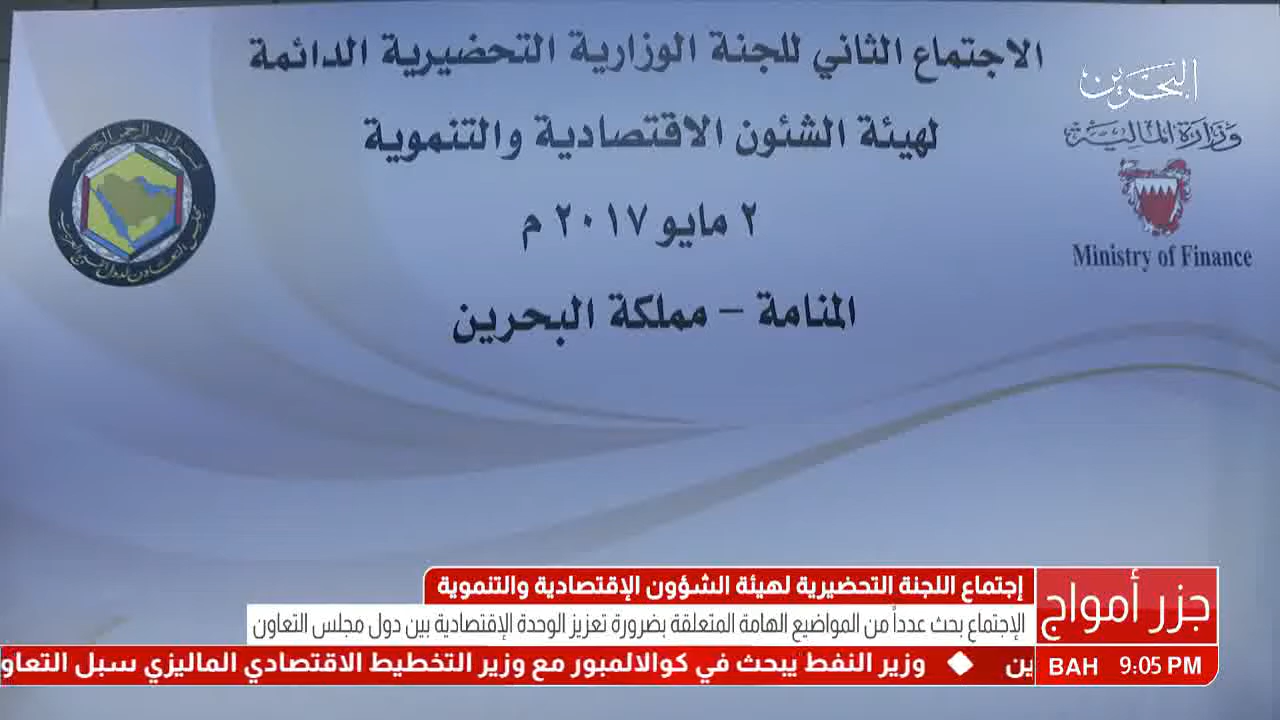 الاجتماع الثاني للجنة الوزارية التحضيرية الدائمة
لهيئة الشئون الاقتصادية والتنموية
٢ مايو ٢٠١٧ م
المنامة – مملكة البحرين
البحرين
وزارة المالية
Ministry of Finance
إجتماع اللجنة التحضيرية لهيئة الشؤون الإقتصادية والتنموية
الإجتماع بحث عدداً من المواضيع الهامة المتعلقة بضرورة تعزيز الوحدة الإقتصادية بين دول مجلس التعاون
جزر أمواج
وزير النفط يبحث في كوالالمبور مع وزير التخطيط الاقتصادي الماليزي سبل
BAH 9:05 PM